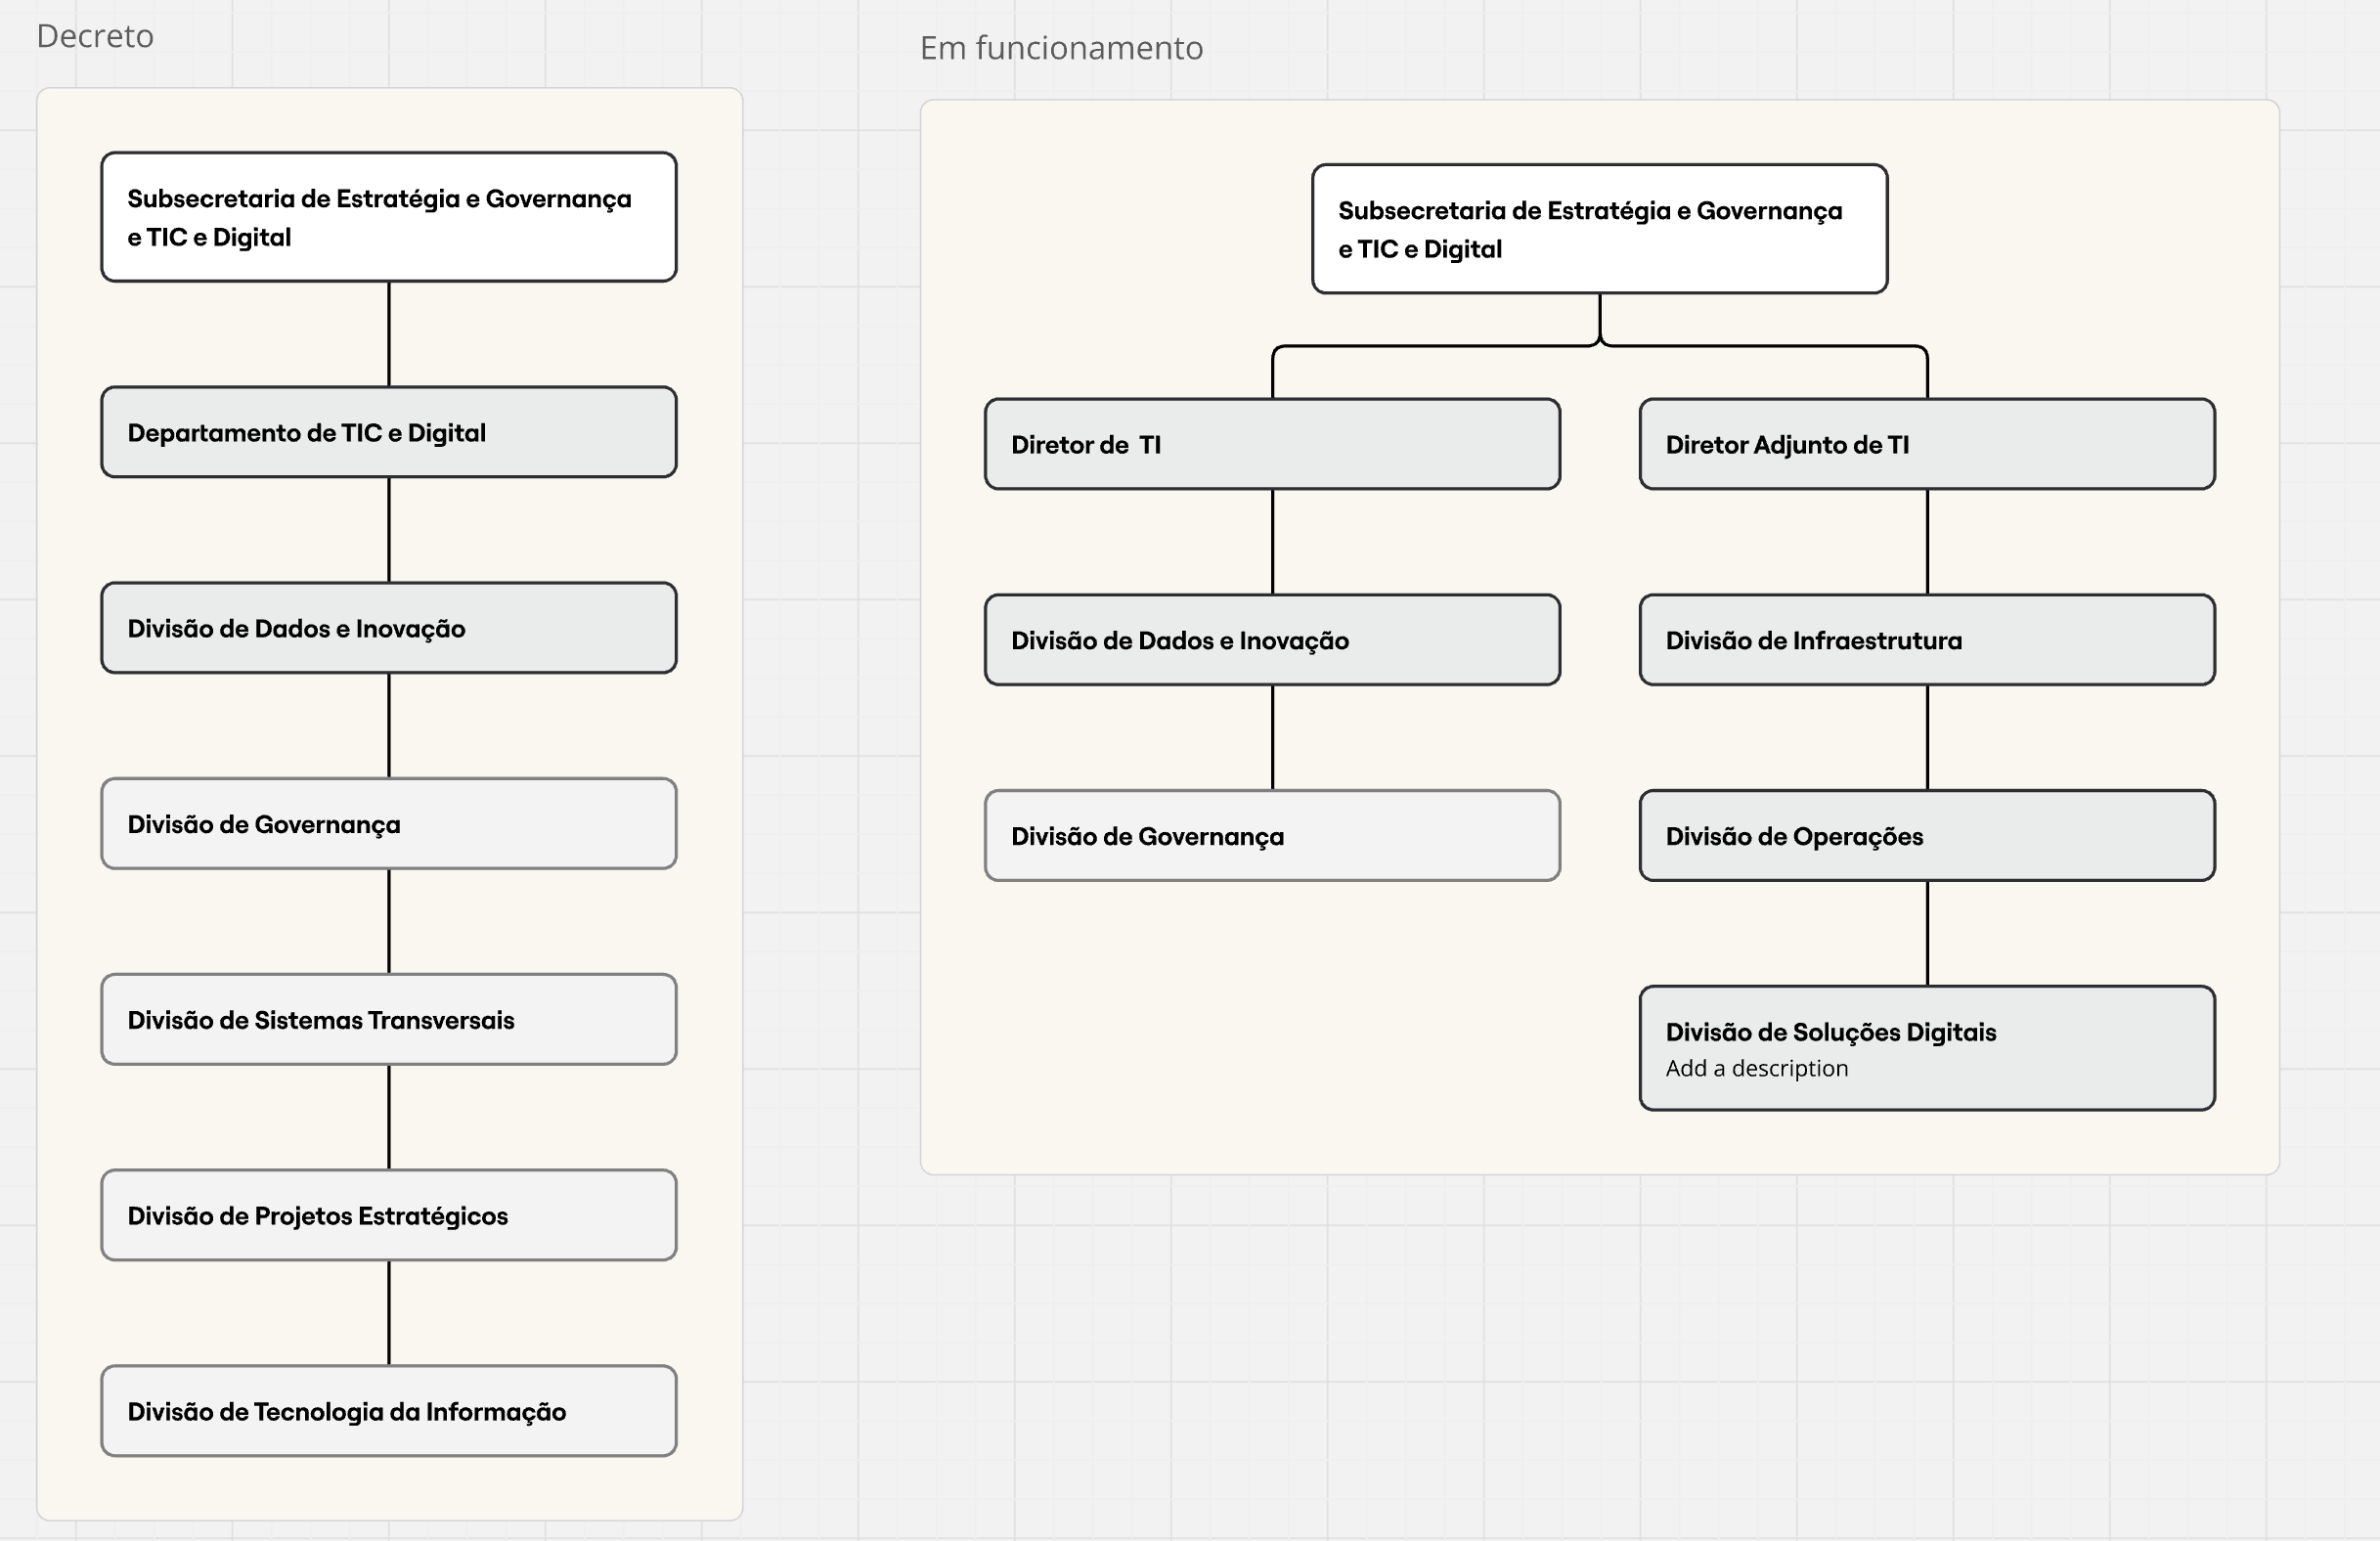 Decreto
Subsecretaria de Estratégia e Governança
e TIC e Digital
Departamento de TIC e Digital
Divisão de Dados e Inovação
Divisão de Governança
Divisão de Sistemas Transversais
Divisão de Projetos Estratégicos
Divisão de Tecnologia da Informação
Em funcionamento
Subsecretaria de Estratégia e Governança
e TIC e Digital
Diretor de TI
Divisão de Dados e Inovação
Divisão de Governança
Diretor Adjunto de TI
Divisão de Infraestrutura
Divisão de Operações
Divisão de Soluções Digitais
Add a description